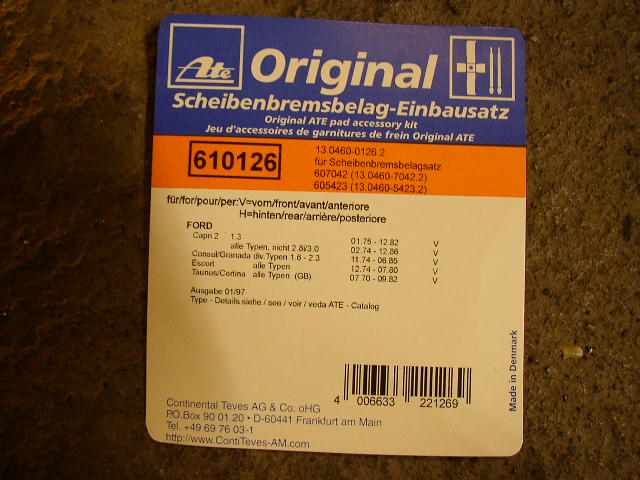 Ate Original
Scheibenbremsbelag-Einbausatz
Original ATE pad accessory kit
Jeu d'accessoires de garnitures de frein Original ATE
610126
13.0460-0126.2
für Scheibenbremsbelagsatz
607042 (13.0460-7042.2)
605423 (13.0460-5423.2)
für/for/pour/per:V=vorn/front/avant/anteriore
H=hinten/rear/arrière/posteriore
FORD
Capri 2 1.3 01.75 - 12.82 V
alle Typen, nicht 2.8i/3.0 02.74 - 12.86 V
Consul/Granada div.Typen 1.6 - 2.3 11.74 - 06.85 V
Escort alle Typen 12.74 - 07.80 V
Taunus/Cortina alle Typen (GB) 07.70 - 09.82 V
Ausgabe 01/97
Type - Details siehe / see / voir / veda ATE - Catalog
4 006633 221269
Made in Denmark
Continental Teves AG & Co. oHG
PO.Box 90 01 20 • D-60441 Frankfurt am Main
Tel. +49 69 76 03-1
http://www.ContiTeves-AM.com